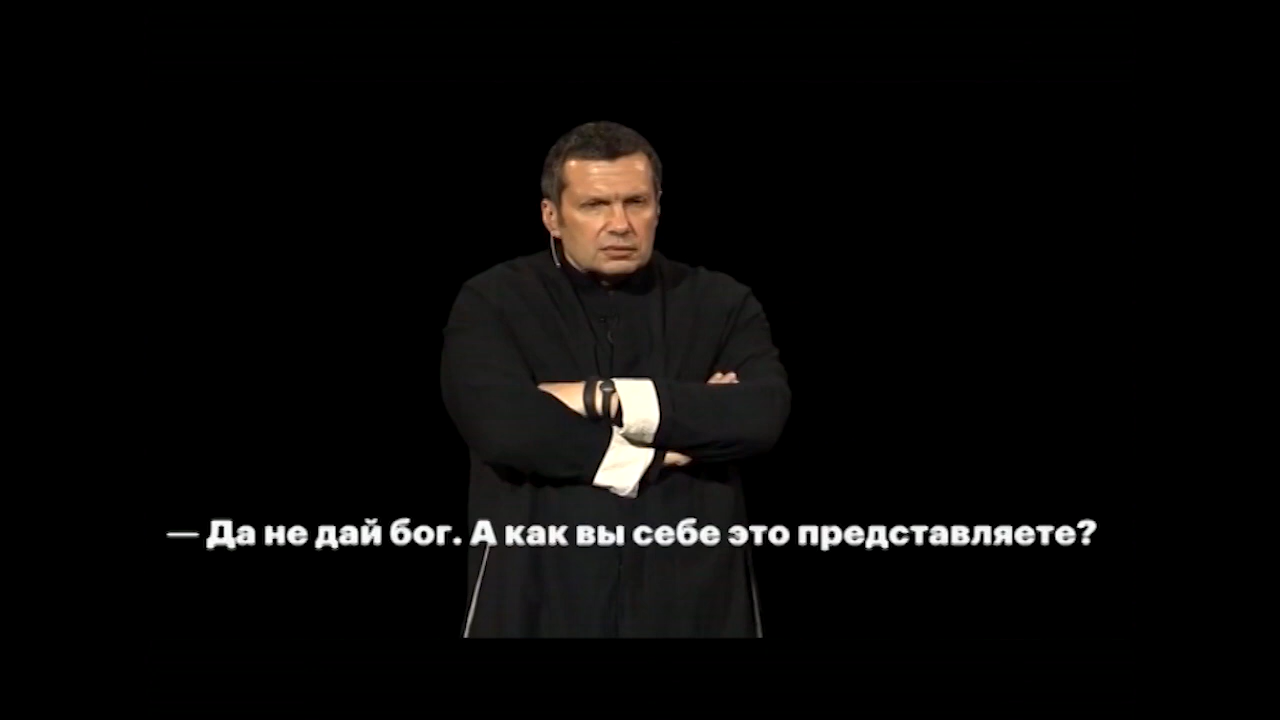 — Да не дай бог. А как вы себе это представляете?